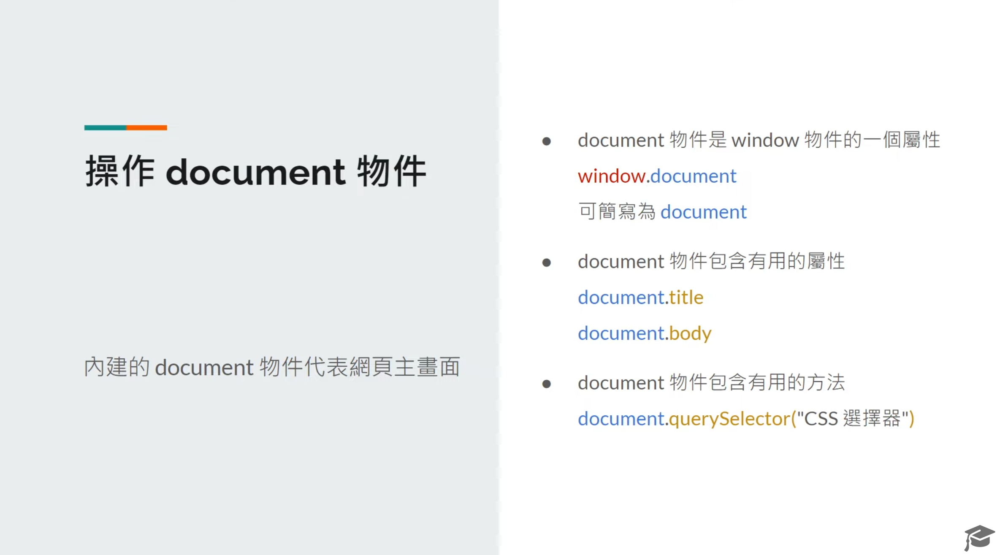 操作 document 物件
內建的 document 物件代表網頁主畫面
● document 物件是 window 物件的一個屬性
window.document
可簡寫為 document
● document 物件包含有用的屬性
document.title
document.body
● document 物件包含有用的方法
document.querySelector("CSS 選擇器")